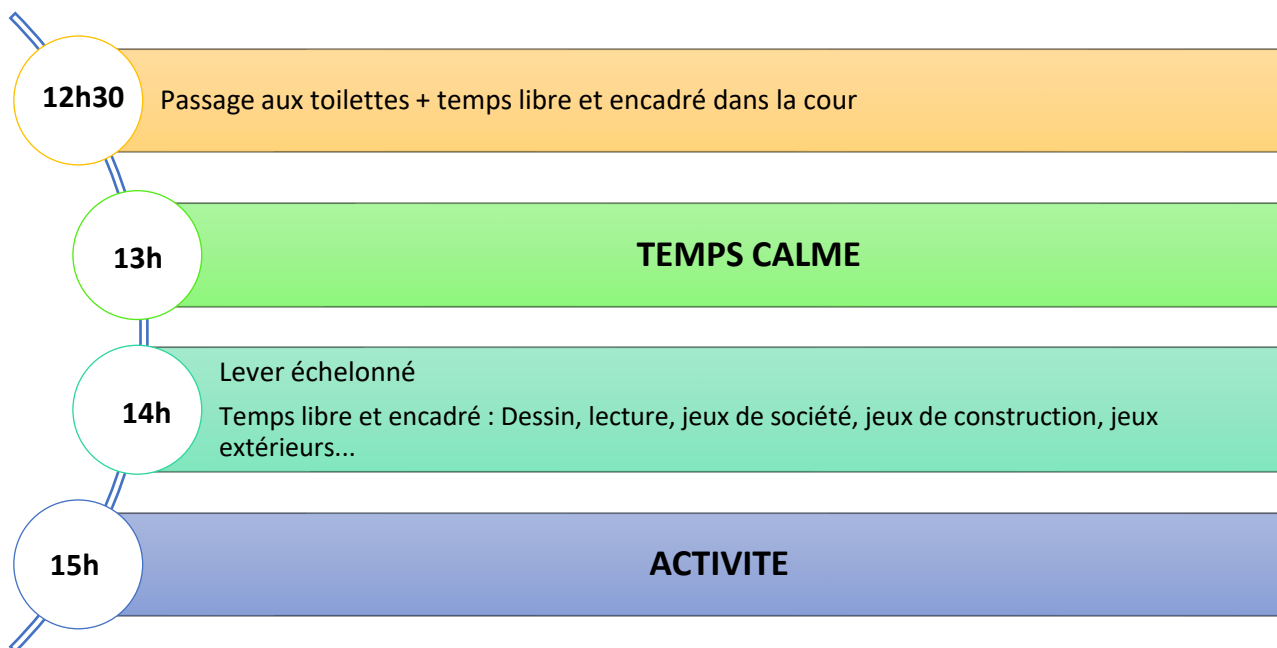 12h30
Passage aux toilettes + temps libre et encadré dans la cour
13h
TEMPS CALME
14h
Lever échelonné
Temps libre et encadré : Dessin, lecture, jeux de société, jeux de construction, jeux
extérieurs...
15h
ACTIVITE